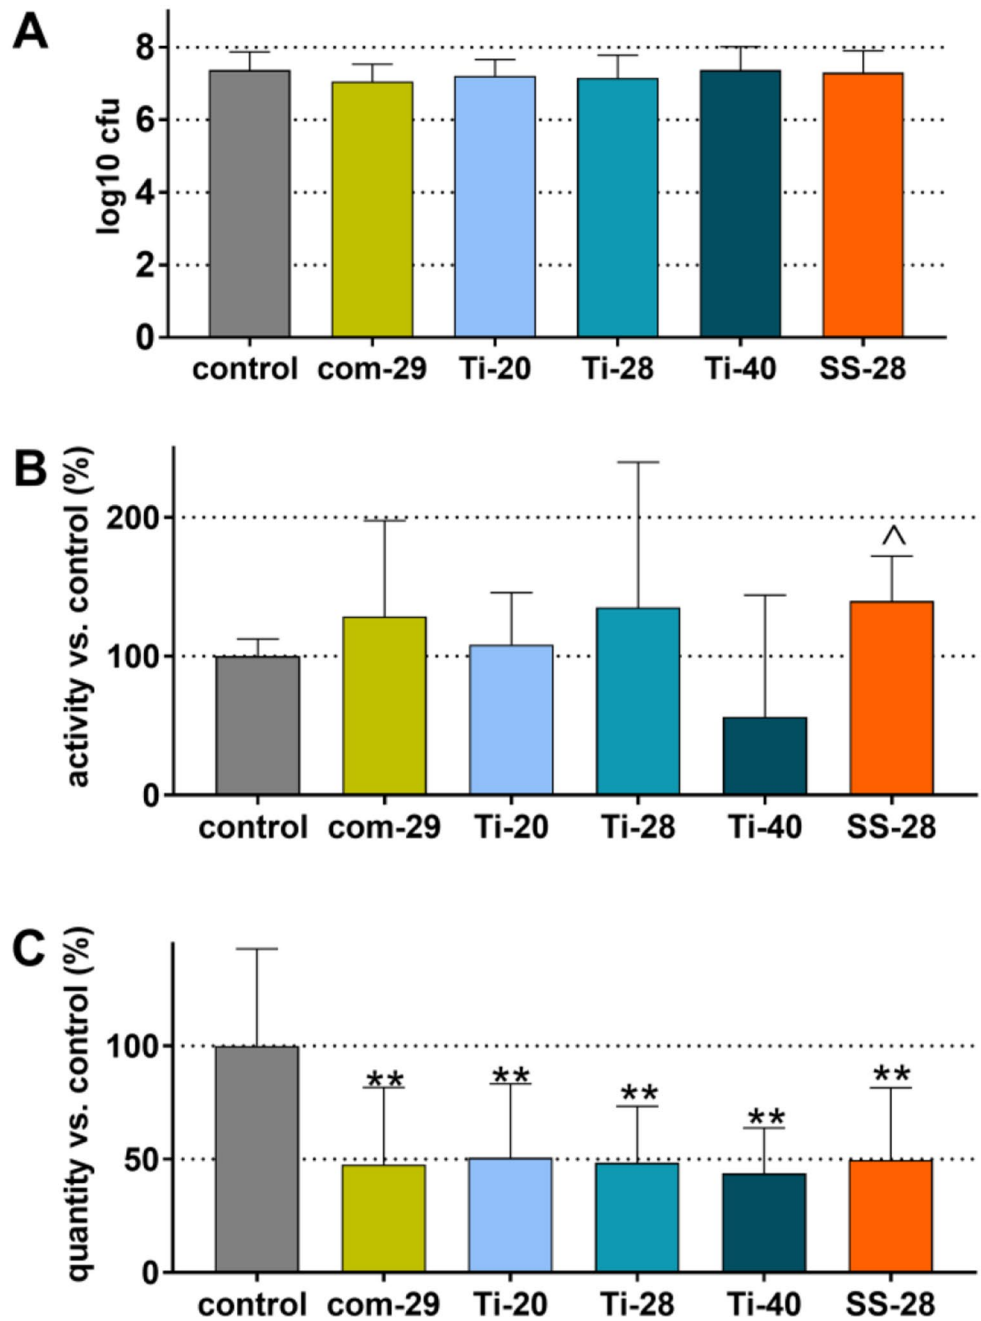 A
log10 cfu
8
6
4
2
0
control com-29 Ti-20 Ti-28 Ti-40 SS-28
B
activity vs. control (%)
200
100
0
^
control com-29 Ti-20 Ti-28 Ti-40 SS-28
C
quantity vs. control (%)
100
50
0
** ** ** ** **
control com-29 Ti-20 Ti-28 Ti-40 SS-28